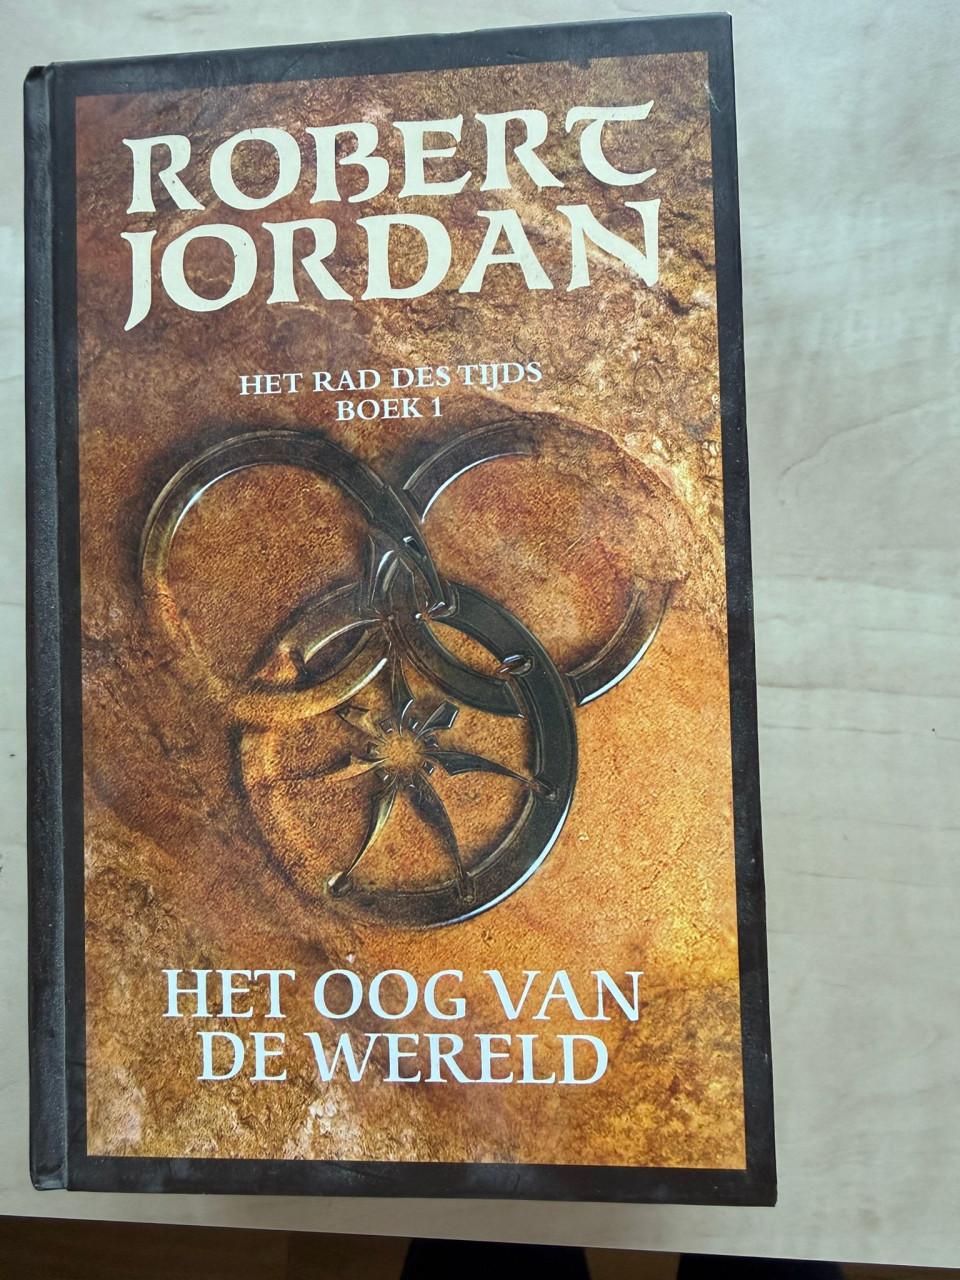 ROBERT
JORDAN
HET RAD DES TIJDS
BOEK 1
HET OOG VAN
DE WERELD